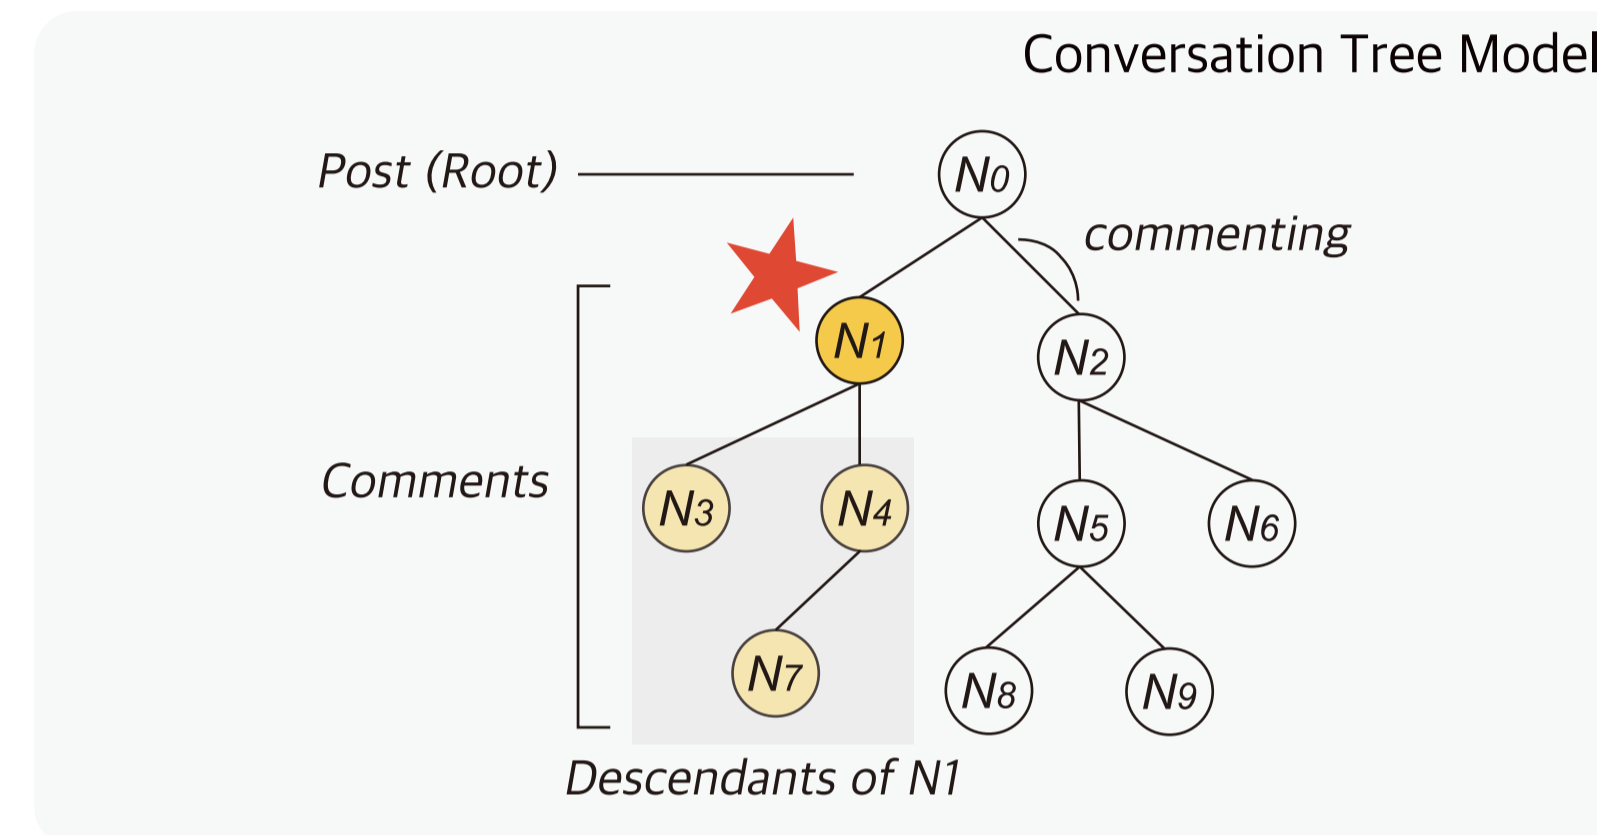 Conversation Tree Model
Post (Root)
N0
commenting
N1
N2
Comments
N3
N4
N5
N6
N7
N8
N9
Descendants of N1